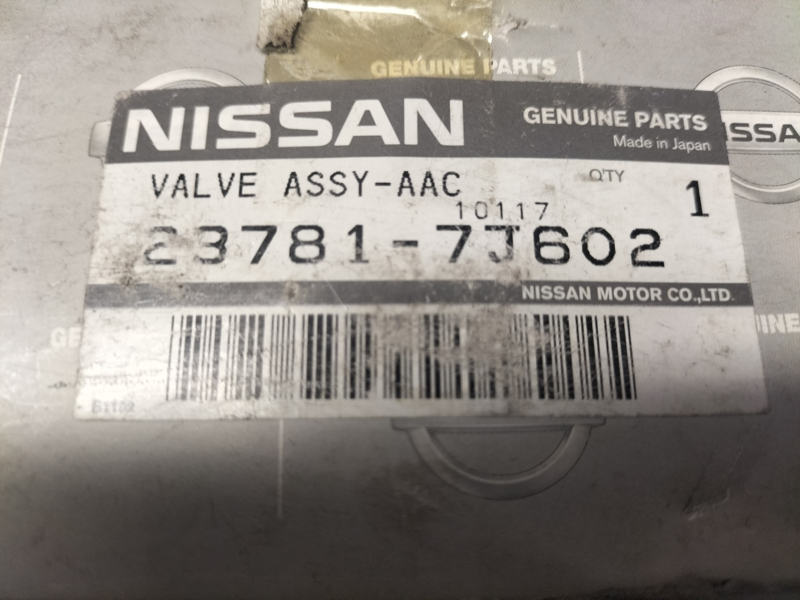 GENUINE PARTS
NISSAN
GENUINE PARTS
Made in Japan
VALVE ASSY-AAC
Q'TY
1
10117
23781-7J602
NISSAN MOTOR CO.,LTD.